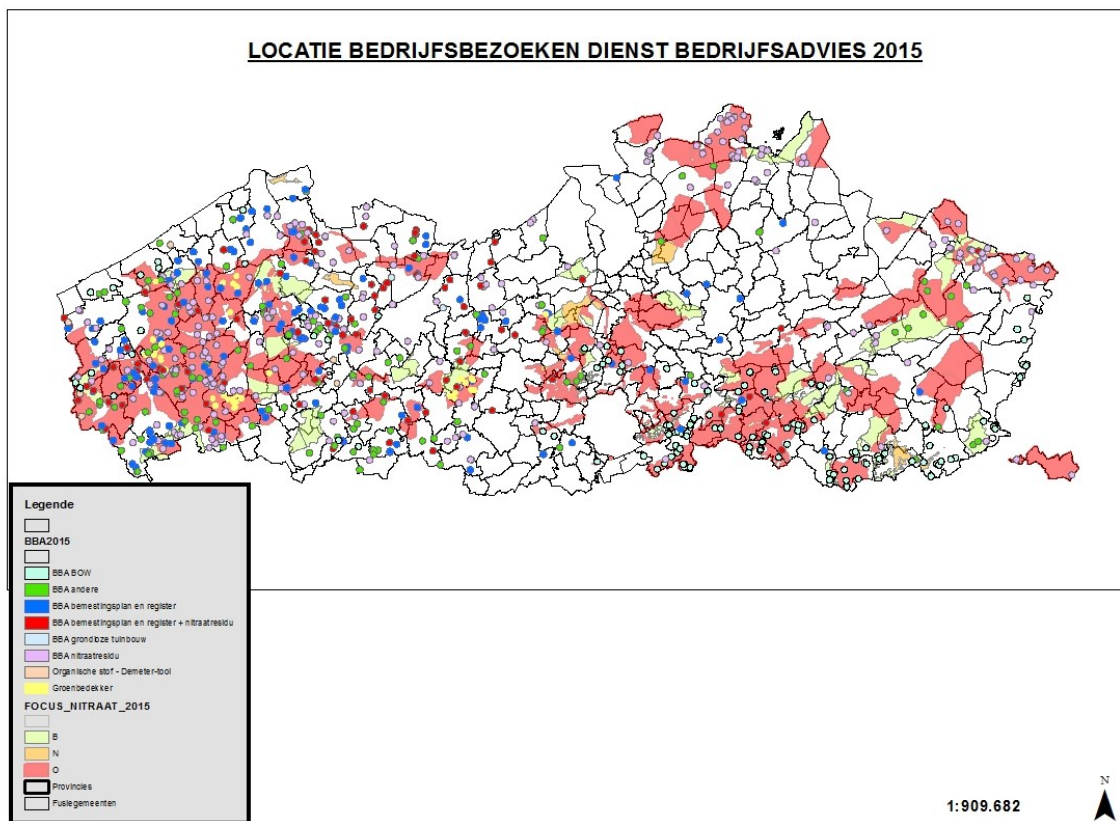 LOCATIE BEDRIJFSBEZOEKEN DIENST BEDRIJFSADVIES 2015
Legende
BBA2015
BBA BOW
BBA andere
BBA bemestingsplan en register
BBA bemestingsplan en register + nitraatresidu
BBA grondloze tuinbouw
BBA nitraatresidu
Organische stof - Demeter-tool
Groenbedekker
FOCUS_NITRAAT_2015
B
N
O
Provincies
Fusiegemeenten
1:909.682
N